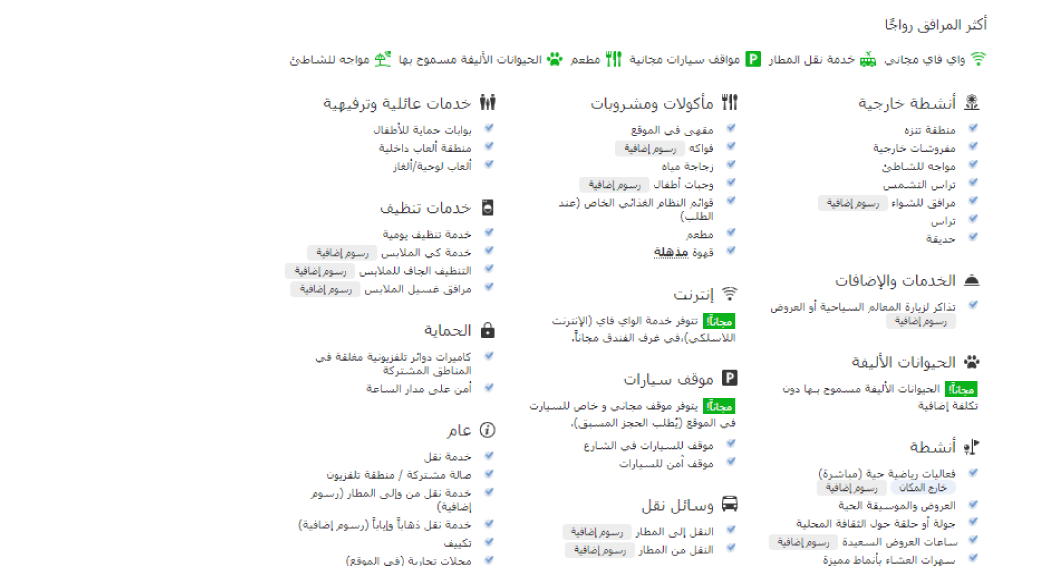 أكثر المرافق رواجًا
واي فاي مجاني خدمة نقل المطار P مواقف سيارات مجانية مطعم الحيوانات الأليفة مسموح بها مواجه للشاطئ
أنشطة خارجية
منطقة تنزه
مفروشات خارجية
مواجه للشاطئ
تراس التشمس
مرافق للشواء رسوم إضافية
تراس
حديقة
الخدمات والإضافات
تذاكر لزيارة المعالم السياحية أو العروض
رسوم إضافية
الحيوانات الأليفة
مجاناً! الحيوانات الأليفة مسموح بـها دون
تكلفة إضافية
أنشطة
فعاليات رياضية حية (مباشرة)
خارج المكان رسوم إضافية
العروض والموسيقة الحية
جولة أو حلقة حول الثقافة المحلية
ساعات العروض السعيدة رسوم إضافية
سهرات العشاء بأنماط مميزة
مأكولات ومشروبات
مقهى في الموقع
فواكه رسوم إضافية
زجاجة مياه
وجبات أطفال رسوم إضافية
قوائم النظام الغذائي الخاص (عند
الطلب)
مطعم
قهوة مذهلة
إنترنت
مجاناً! تتوفر خدمة الواي فاي (الإنترنت
اللاسلكي)،في غرف الفندق مجاناً.
P موقف سيارات
مجاناً! يتوفر موقف مجاني و خاص للسيارت
في الموقع (يُطلب الحجز المسبق).
موقف للسيارات في الشارع
موقف آمن للسيارات
وسائل نقل
النقل إلى المطار رسوم إضافية
النقل من المطار رسوم إضافية
خدمات عائلية وترفيهية
بوابات حماية للأطفال
منطقة ألعاب داخلية
ألعاب لوحية/ألغاز
خدمات تنظيف
خدمة تنظيف يومية
خدمة كي الملابس رسوم إضافية
التنظيف الجاف للملابس رسوم إضافية
مرافق غسيل الملابس رسوم إضافية
الحماية
كاميرات دوائر تلفزيونية مغلقة في
المناطق المشتركة
أمن على مدار الساعة
عام
خدمة نقل
صالة مشتركة / منطقة تلفزيون
خدمة نقل من وإلى المطار (رسوم
إضافية)
خدمة نقل ذهاباً وإياباً (رسوم إضافية)
تكييف
محلات تجارية (في الموقع)